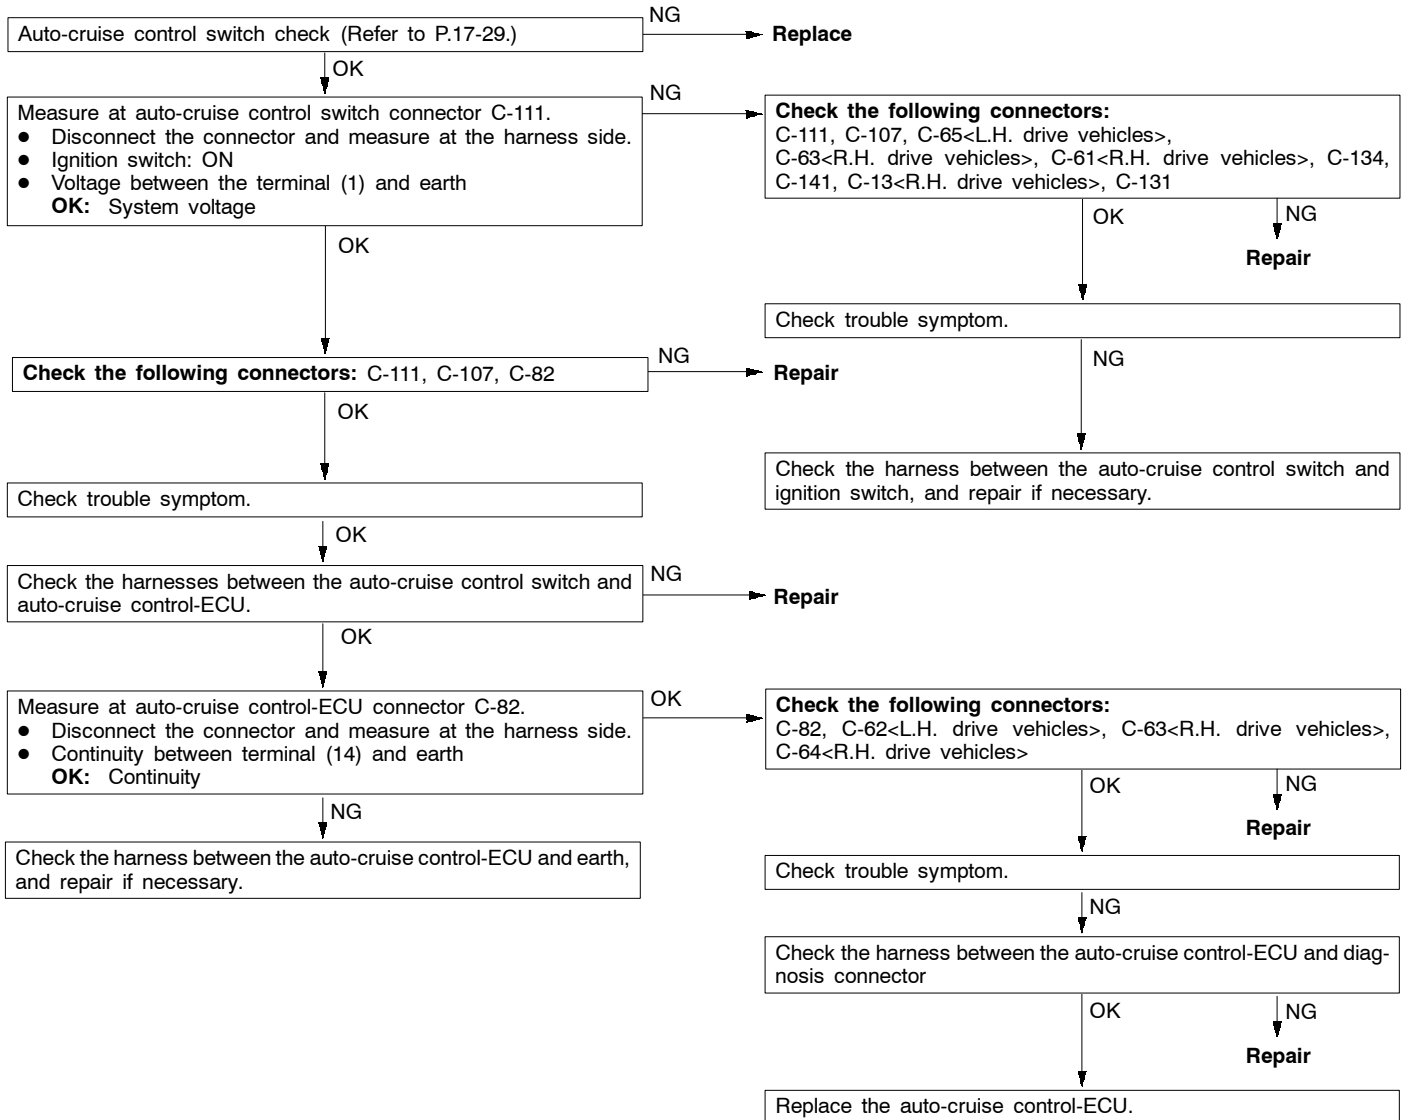 NG
Auto-cruise control switch check (Refer to P.17-29.)
Replace
OK
NG
Measure at auto-cruise control switch connector C-111.
● Disconnect the connector and measure at the harness side.
● Ignition switch: ON
● Voltage between the terminal (1) and earth
OK: System voltage
Check the following connectors:
C-111, C-107, C-65<L.H. drive vehicles>,
C-63<R.H. drive vehicles>, C-61<R.H. drive vehicles>, C-134,
C-141, C-13<R.H. drive vehicles>, C-131
OK
NG
Repair
OK
Check trouble symptom.
NG
Check the harness between the auto-cruise control switch and
ignition switch, and repair if necessary.
Check the following connectors: C-111, C-107, C-82
NG
Repair
OK
Check trouble symptom.
OK
Check the harnesses between the auto-cruise control switch and
auto-cruise control-ECU.
NG
Repair
OK
Measure at auto-cruise control-ECU connector C-82.
● Disconnect the connector and measure at the harness side.
● Continuity between terminal (14) and earth
OK: Continuity
OK
NG
Check the harness between the auto-cruise control-ECU and earth,
and repair if necessary.
Check the following connectors:
C-82, C-62<L.H. drive vehicles>, C-63<R.H. drive vehicles>,
C-64<R.H. drive vehicles>
OK
NG
Repair
Check trouble symptom.
NG
Check the harness between the auto-cruise control-ECU and diag-
nosis connector
OK
NG
Repair
Replace the auto-cruise control-ECU.